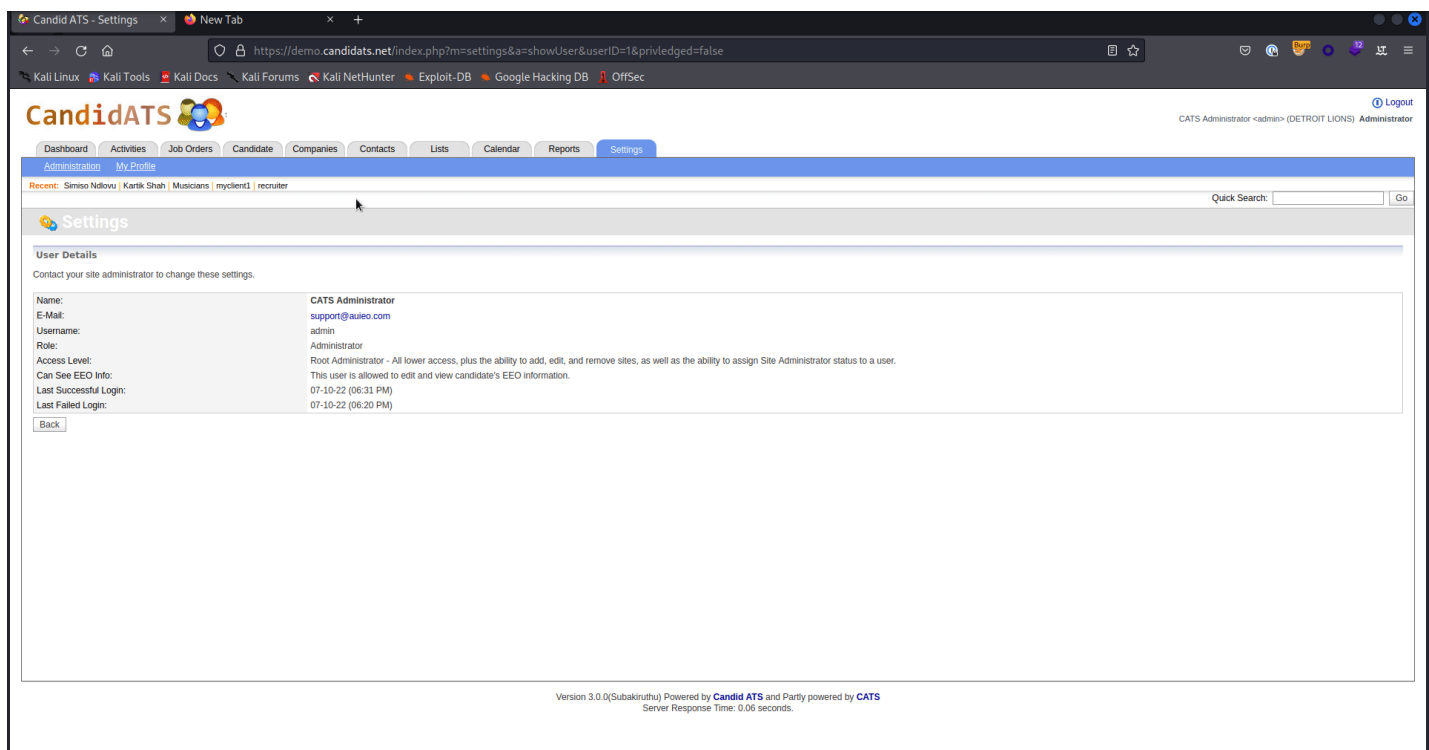 Candid ATS - Settings × New Tab × +
https://demo.candidats.net/index.php?m=settings&a=showUser&userID=1&privledged=false Burp 12
Kali Linux Kali Tools Kali Docs Kali Forums Kali NetHunter Exploit-DB Google Hacking DB OffSec
Logout
CandidATS
CATS Administrator <admin> (DETROIT LIONS) Administrator
Dashboard Activities Job Orders Candidate Companies Contacts Lists Calendar Reports Settings
Administration My Profile
Recent: Simiso Ndlovu | Kartik Shah | Musicians | myclient1 | recruiter
Quick Search: Go
Settings
User Details
Contact your site administrator to change these settings.
Name: CATS Administrator
E-Mail: support@auieo.com
Username: admin
Role: Administrator
Access Level: Root Administrator - All lower access, plus the ability to add, edit, and remove sites, as well as the ability to assign Site Administrator status to a user.
Can See EEO Info: This user is allowed to edit and view candidate's EEO information.
Last Successful Login: 07-10-22 (06:31 PM)
Last Failed Login: 07-10-22 (06:20 PM)
Back
Version 3.0.0(Subakiruthu) Powered by Candid ATS and Partly powered by CATS
Server Response Time: 0.06 seconds.